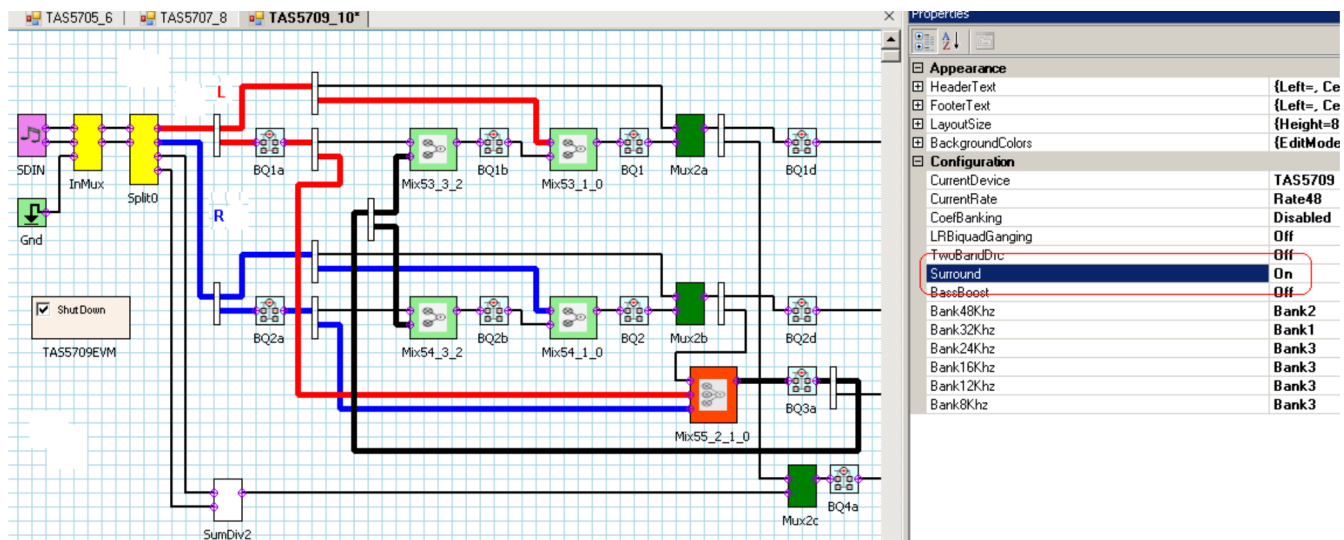 TAS5705_6 TAS5707_8 TAS5709_10*
L
SDIN InMux Split0 BQ1a Mix53_3_2 BQ1b Mix53_1_0 BQ1 Mux2a BQ1d
R
Gnd
Shut Down
TAS5709EVM
BQ2a Mix54_3_2 BQ2b Mix54_1_0 BQ2 Mux2b BQ2d
BQ3a
Mix55_2_1_0
BQ4a
Mux2c
SumDiv2
Properties
Appearance
HeaderText {Left=, Ce
FooterText {Left=, Ce
LayoutSize {Height=8
BackgroundColors {EditMode
Configuration
CurrentDevice TAS5709
CurrentRate Rate48
CoefBanking Disabled
LRBiquadGanging Off
TwoBandDrc Off
Surround On
BassBoost Off
Bank48Khz Bank2
Bank32Khz Bank1
Bank24Khz Bank3
Bank16Khz Bank3
Bank12Khz Bank3
Bank8Khz Bank3